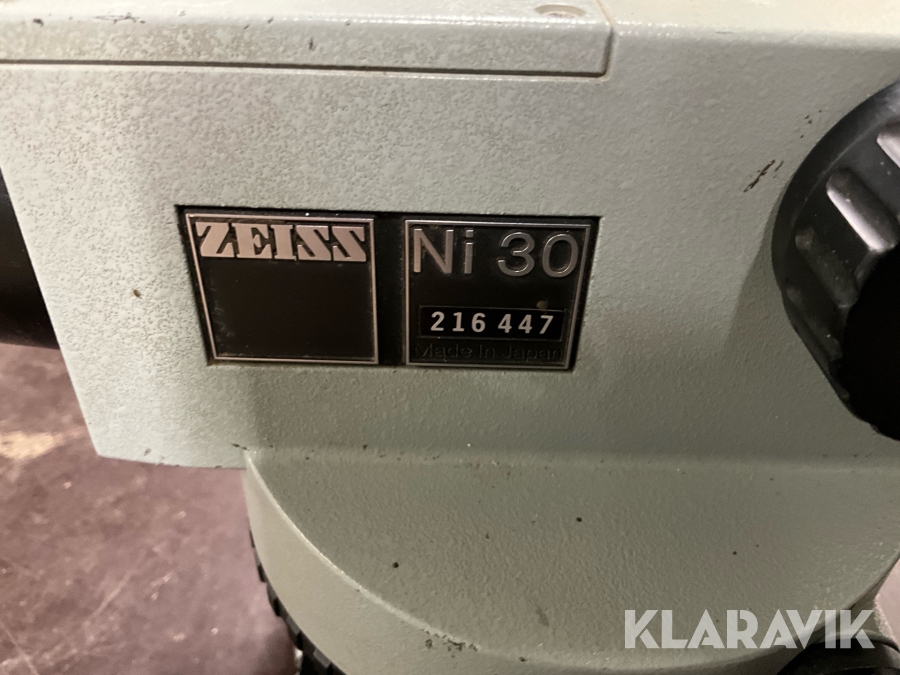 ZEISS
Ni 30
216 447
Made in Japan
KLARAVIK